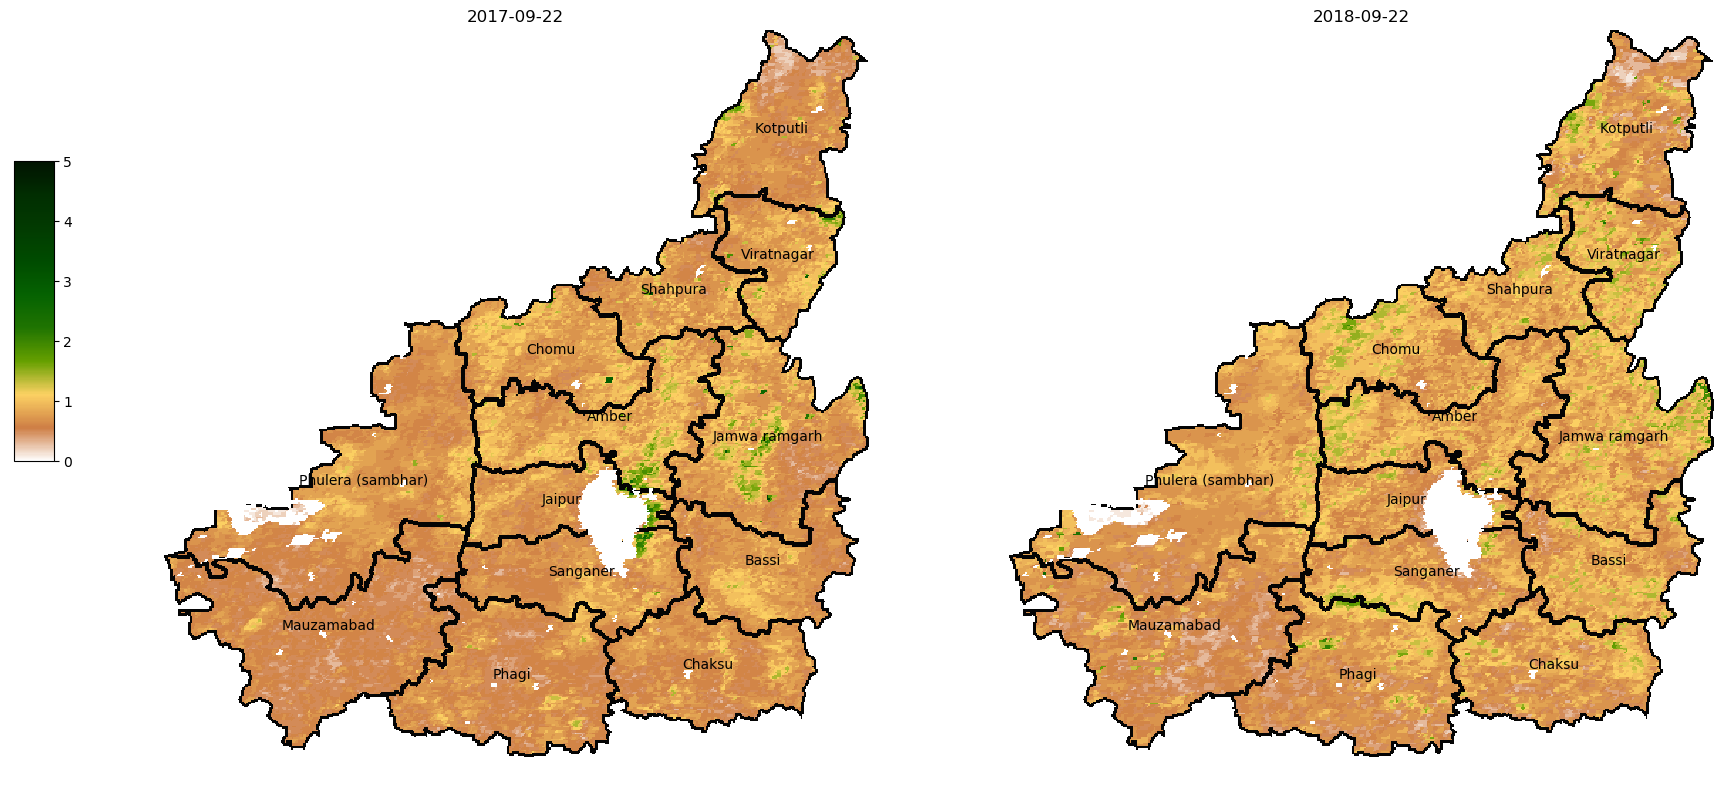 2017-09-22
2018-09-22
5
4
3
2
1
0
Kotputli
Viratnagar
Shahpura
Chomu
Amber
Jamwa ramgarh
Phulera (sambhar)
Jaipur
Bassi
Sanganer
Mauzamabad
Chaksu
Phagi
Kotputli
Viratnagar
Shahpura
Chomu
Amber
Jamwa ramgarh
Phulera (sambhar)
Jaipur
Bassi
Sanganer
Mauzamabad
Chaksu
Phagi